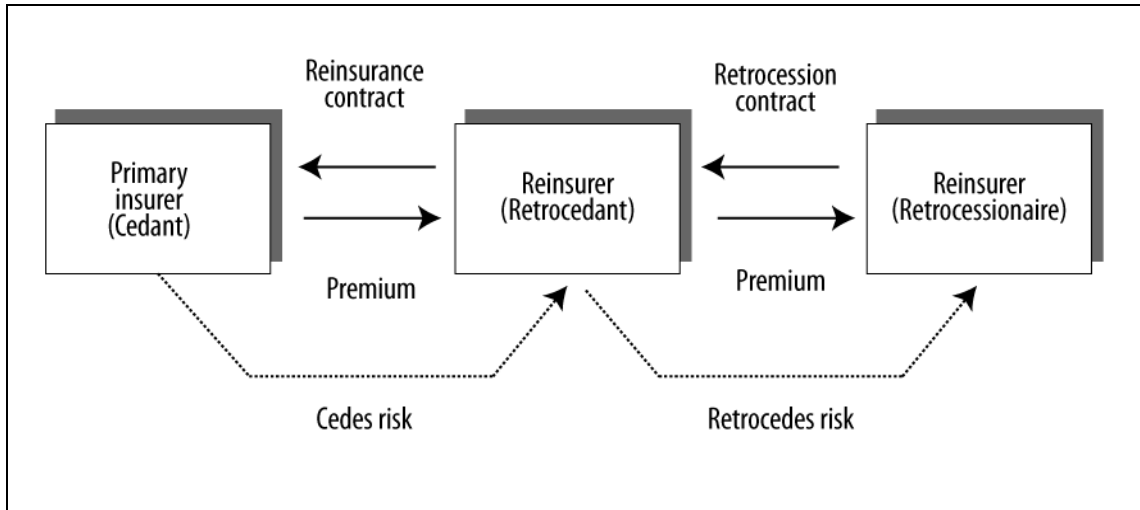 Reinsurance
contract
Retrocession
contract
Primary
insurer
(Cedant)
Reinsurer
(Retrocedant)
Reinsurer
(Retrocessionaire)
Premium
Premium
Cedes risk
Retrocedes risk